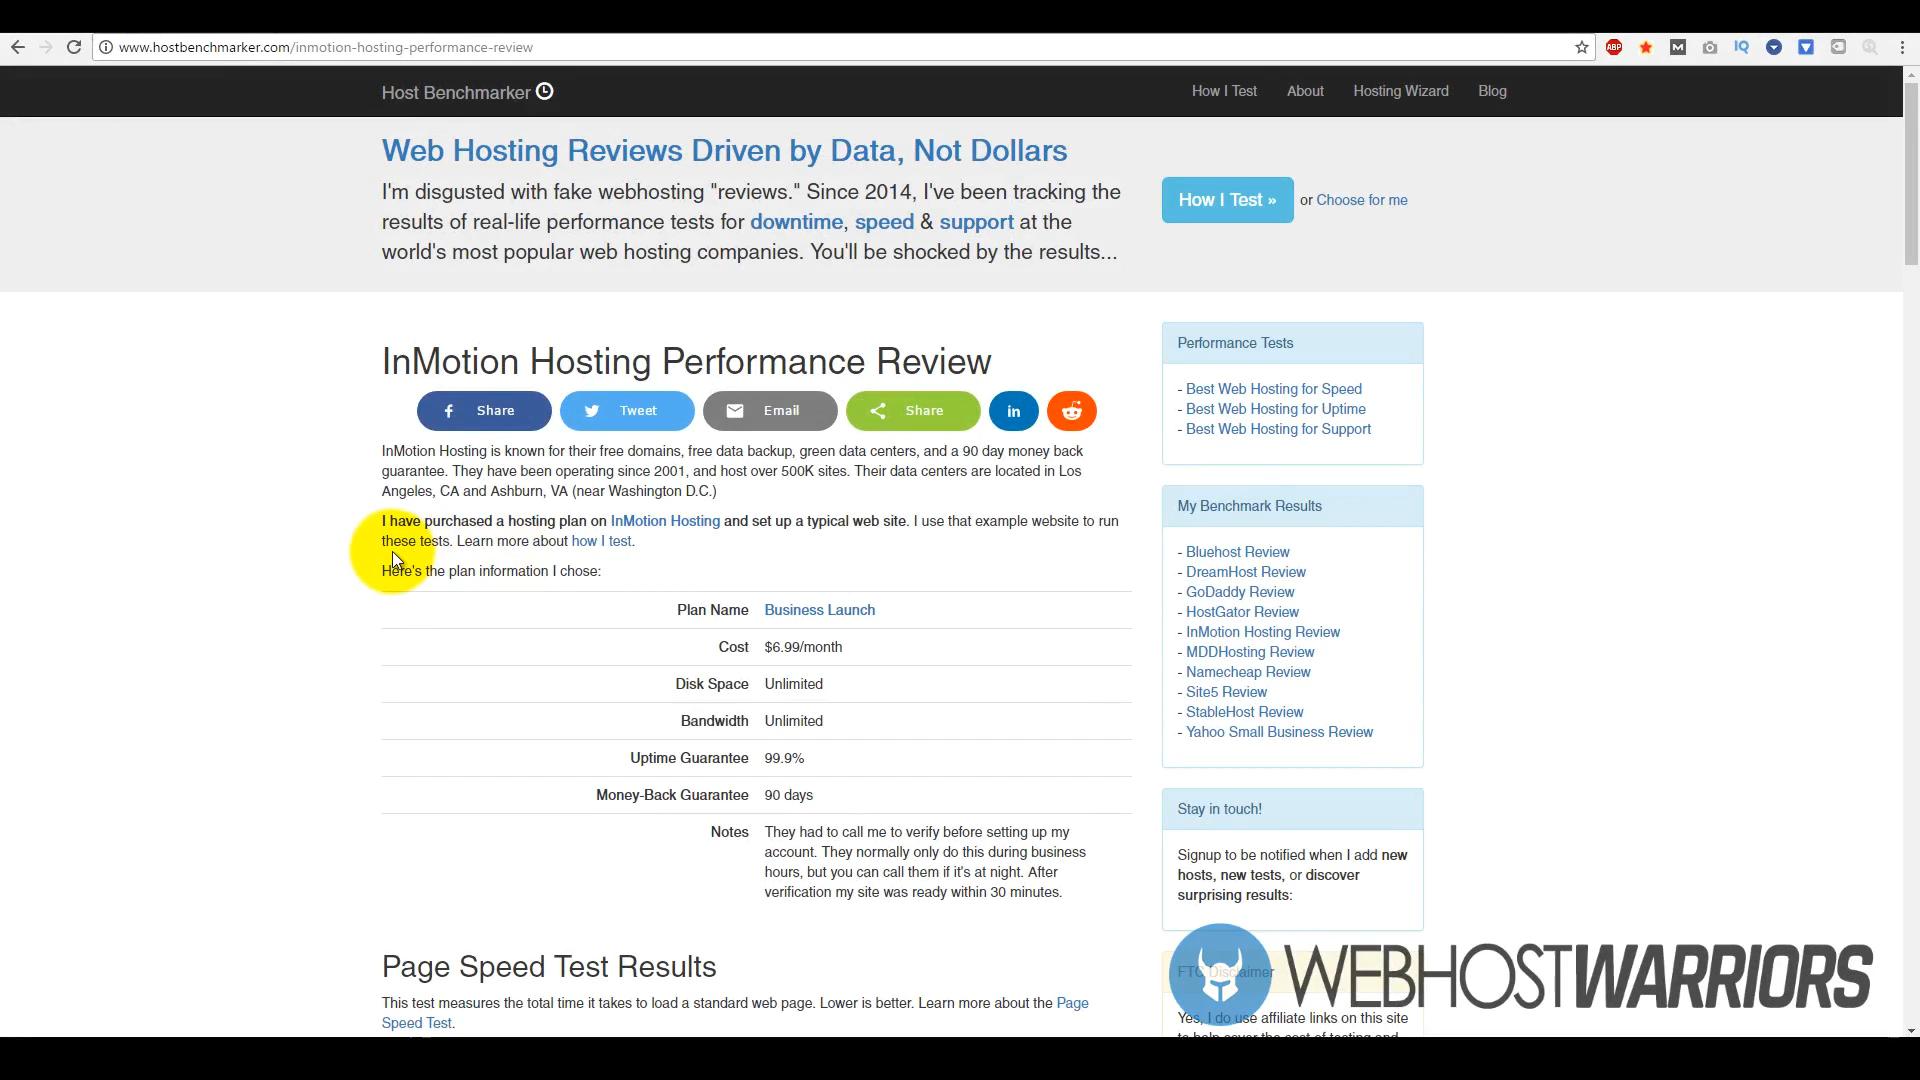 www.hostbenchmarker.com/inmotion-hosting-performance-review
ABP
M
IQ
Host Benchmarker
How I Test
About
Hosting Wizard
Blog
Web Hosting Reviews Driven by Data, Not Dollars
I'm disgusted with fake webhosting "reviews." Since 2014, I've been tracking the
results of real-life performance tests for downtime, speed & support at the
world's most popular web hosting companies. You'll be shocked by the results...
How I Test » or Choose for me
InMotion Hosting Performance Review
Share
Tweet
Email
Share
in
InMotion Hosting is known for their free domains, free data backup, green data centers, and a 90 day money back
guarantee. They have been operating since 2001, and host over 500K sites. Their data centers are located in Los
Angeles, CA and Ashburn, VA (near Washington D.C.)
I have purchased a hosting plan on InMotion Hosting and set up a typical web site. I use that example website to run
these tests. Learn more about how I test.
Here's the plan information I chose:
Plan Name Business Launch
Cost $6.99/month
Disk Space Unlimited
Bandwidth Unlimited
Uptime Guarantee 99.9%
Money-Back Guarantee 90 days
Notes They had to call me to verify before setting up my
account. They normally only do this during business
hours, but you can call them if it's at night. After
verification my site was ready within 30 minutes.
Page Speed Test Results
This test measures the total time it takes to load a standard web page. Lower is better. Learn more about the Page
Speed Test.
Performance Tests
- Best Web Hosting for Speed
- Best Web Hosting for Uptime
- Best Web Hosting for Support
My Benchmark Results
- Bluehost Review
- DreamHost Review
- GoDaddy Review
- HostGator Review
- InMotion Hosting Review
- MDDHosting Review
- Namecheap Review
- Site5 Review
- StableHost Review
- Yahoo Small Business Review
Stay in touch!
Signup to be notified when I add new
hosts, new tests, or discover
surprising results:
FTC Disclaimer
Yes, I do use affiliate links on this site
to help cover the cost of testing and
WEBHOSTWARRIORS